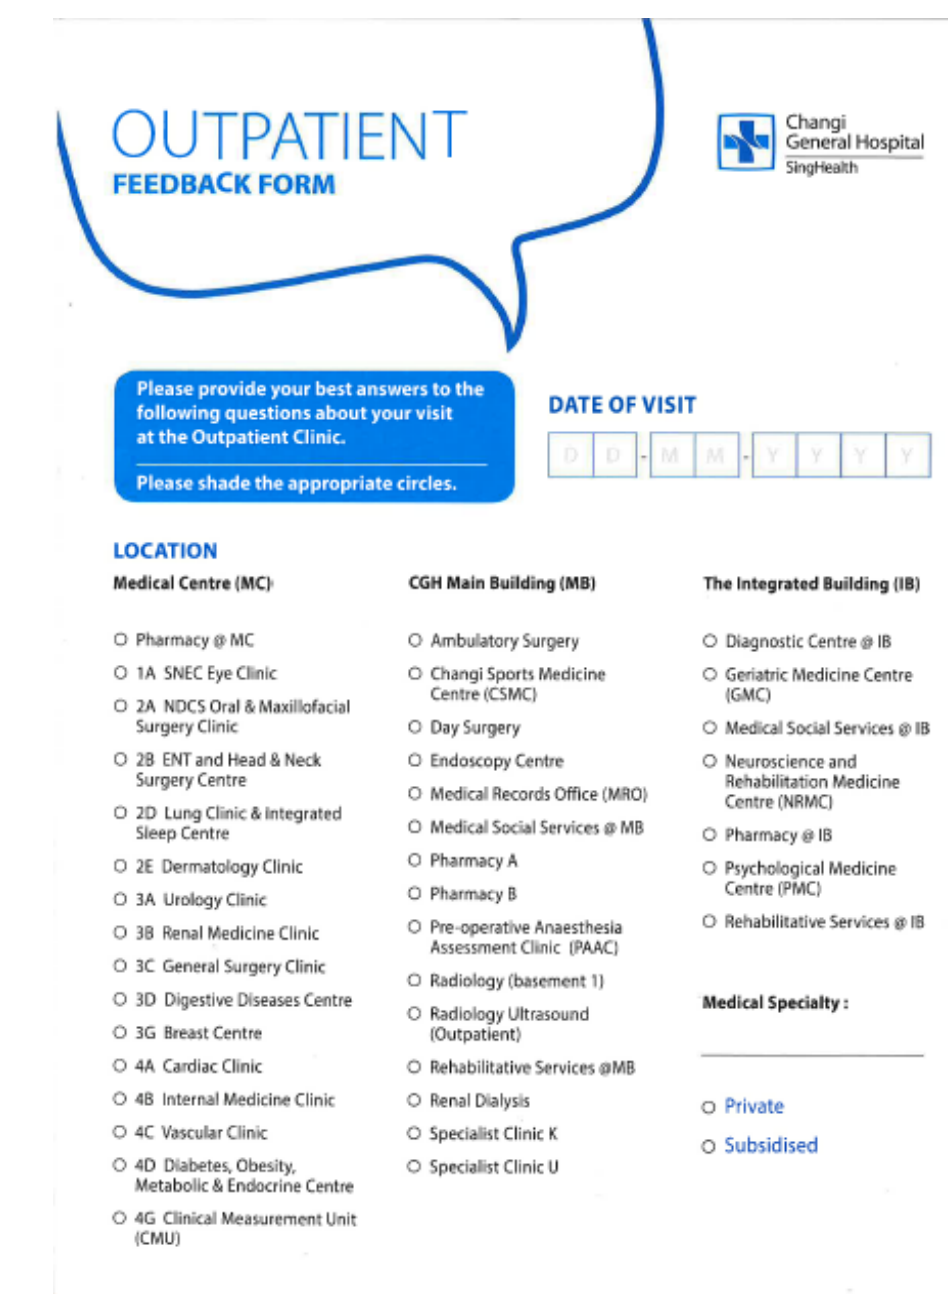 OUTPATIENT
FEEDBACK FORM
Changi
General Hospital
SingHealth
Please provide your best answers to the
following questions about your visit
at the Outpatient Clinic.
Please shade the appropriate circles.
DATE OF VISIT
D D - M M - Y Y Y Y
LOCATION
Medical Centre (MC)
Pharmacy @ MC
1A SNEC Eye Clinic
2A NDCS Oral & Maxillofacial
Surgery Clinic
2B ENT and Head & Neck
Surgery Centre
2D Lung Clinic & Integrated
Sleep Centre
2E Dermatology Clinic
3A Urology Clinic
3B Renal Medicine Clinic
3C General Surgery Clinic
3D Digestive Diseases Centre
3G Breast Centre
4A Cardiac Clinic
4B Internal Medicine Clinic
4C Vascular Clinic
4D Diabetes, Obesity,
Metabolic & Endocrine Centre
4G Clinical Measurement Unit
(CMU)
CGH Main Building (MB)
Ambulatory Surgery
Changi Sports Medicine
Centre (CSMC)
Day Surgery
Endoscopy Centre
Medical Records Office (MRO)
Medical Social Services @ MB
Pharmacy A
Pharmacy B
Pre-operative Anaesthesia
Assessment Clinic (PAAC)
Radiology (basement 1)
Radiology Ultrasound
(Outpatient)
Rehabilitative Services @MB
Renal Dialysis
Specialist Clinic K
Specialist Clinic U
The Integrated Building (IB)
Diagnostic Centre @ IB
Geriatric Medicine Centre
(GMC)
Medical Social Services @ IB
Neuroscience and
Rehabilitation Medicine
Centre (NRMC)
Pharmacy @ IB
Psychological Medicine
Centre (PMC)
Rehabilitative Services @ IB
Medical Specialty :
Private
Subsidised